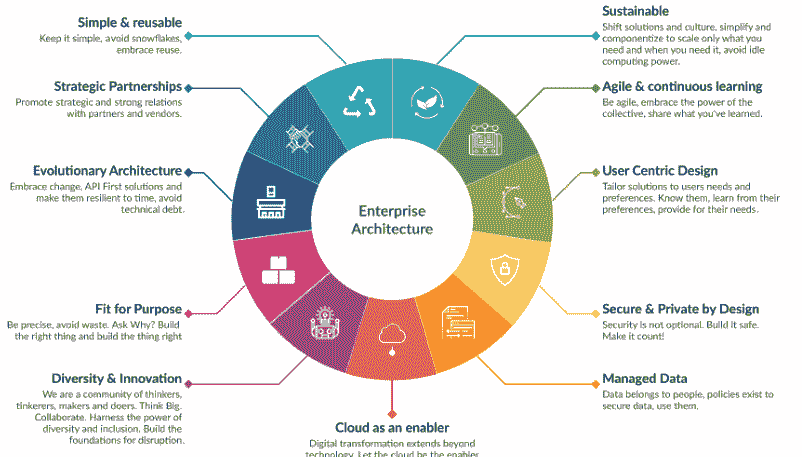 Simple & reusable
Keep it simple, avoid snowflakes,
embrace reuse.
Strategic Partnerships
Promote strategic and strong relations
with partners and vendors.
Evolutionary Architecture
Embrace change, API First solutions and
make them resilient to time, avoid
technical debt.
Fit for Purpose
Be precise, avoid waste. Ask Why? Build
the right thing and build the thing right
Diversity & Innovation
We are a community of thinkers,
tinkerers, makers and doers. Think Big.
Collaborate. Harness the power of
diversity and inclusion. Build the
foundations for disruption.
Enterprise
Architecture
Cloud as an enabler
Digital transformation extends beyond
technology. Let the cloud be the enabler
Sustainable
Shift solutions and culture, simplify and
componentize to scale only what you
need and when you need it, avoid idle
computing power.
Agile & continuous learning
Be agile, embrace the power of the
collective, share what you've learned.
User Centric Design
Tailor solutions to users needs and
preferences. Know them, learn from their
preferences, provide for their needs.
Secure & Private by Design
Security is not optional. Build it safe.
Make it count!
Managed Data
Data belongs to people, policies exist to
secure data, use them.